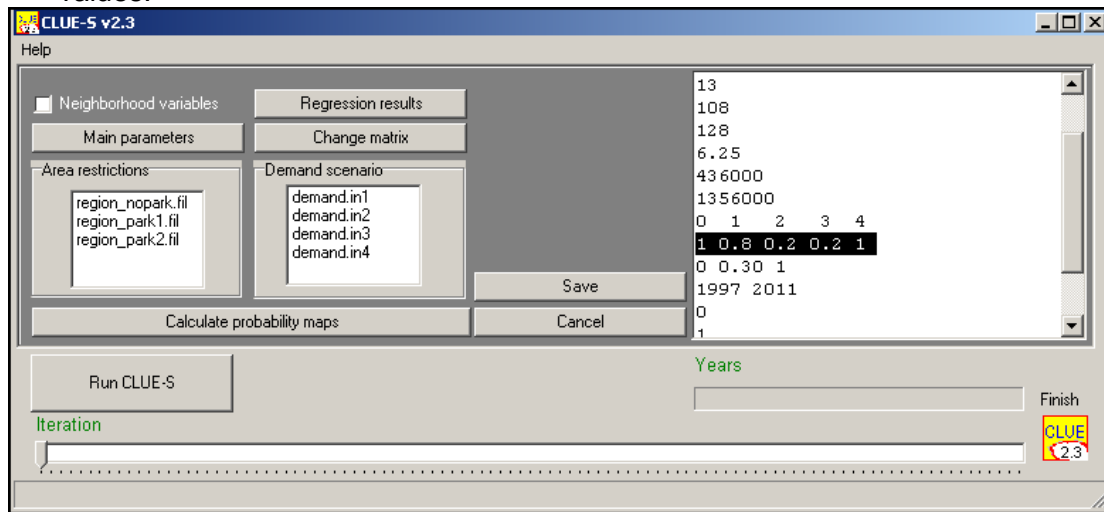 values.
CLUE-S v2.3
Help
Neighborhood variables
Regression results
Main parameters
Change matrix
Area restrictions
region_nopark.fil
region_park1.fil
region_park2.fil
Demand scenario
demand.in1
demand.in2
demand.in3
demand.in4
Save
Calculate probability maps
Cancel
13
108
128
6.25
436000
1356000
0 1 2 3 4
1 0.8 0.2 0.2 1
0 0.30 1
1997 2011
0
1
Run CLUE-S
Years
Finish
Iteration
CLUE
2.3